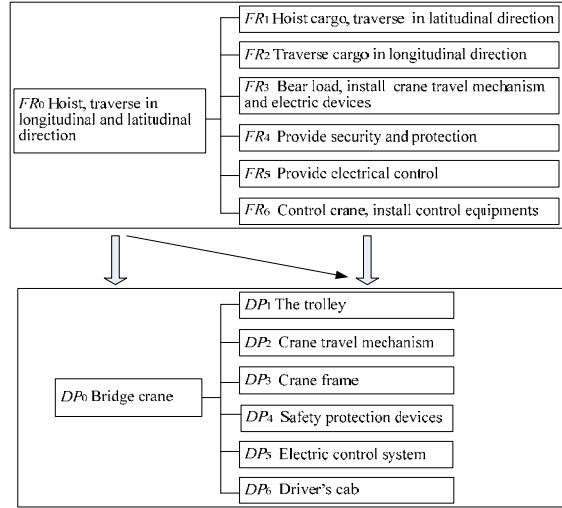 FR0 Hoist, traverse in
longitudinal and latitudinal
direction
FR1 Hoist cargo, traverse in latitudinal direction
FR2 Traverse cargo in longitudinal direction
FR3 Bear load, install crane travel mechanism
and electric devices
FR4 Provide security and protection
FR5 Provide electrical control
FR6 Control crane, install control equipments
DP0 Bridge crane
DP1 The trolley
DP2 Crane travel mechanism
DP3 Crane frame
DP4 Safety protection devices
DP5 Electric control system
DP6 Driver's cab